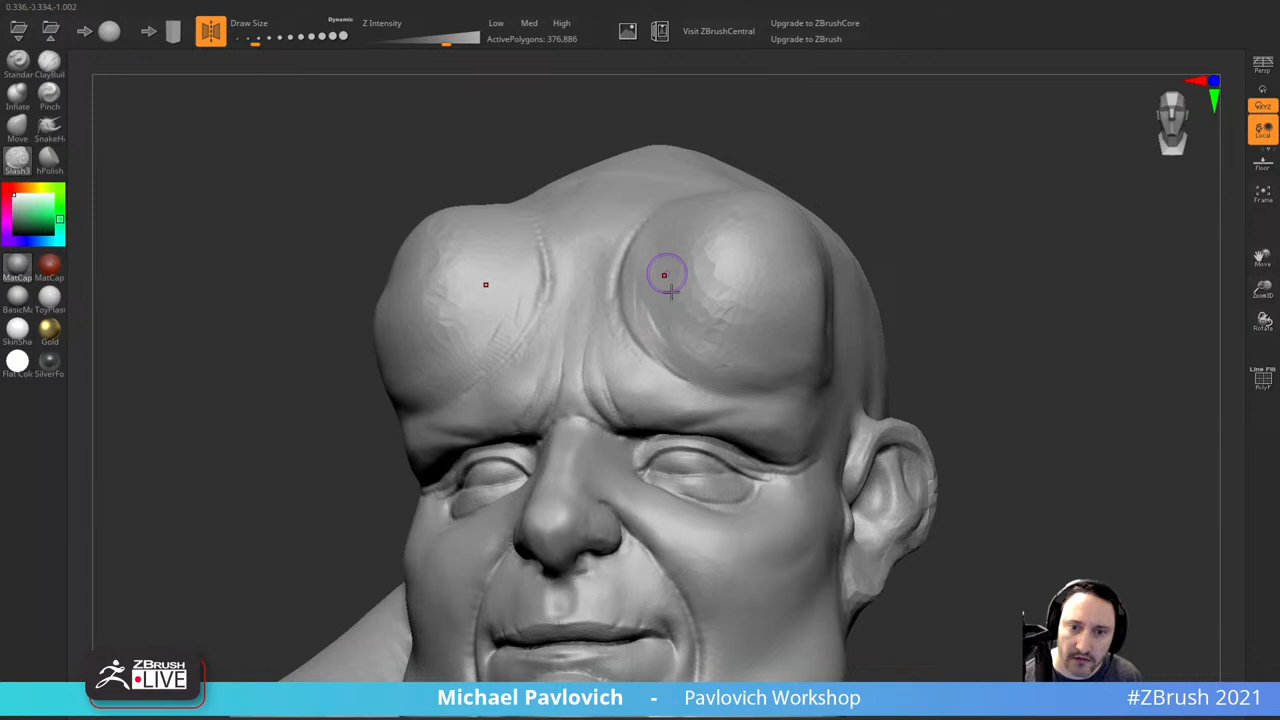 0.336,-3.334,-1.002
Draw Size
Dynamic
Z Intensity
Low Med High
ActivePolygons: 376,886
Visit ZBrushCentral
Upgrade to ZBrushCore
Upgrade to ZBrush
Standar ClayBuil
Inflate Pinch
Move SnakeHo
Slash3 hPolish
MatCap MatCap
BasicMa ToyPlast
SkinSha Gold
Flat Colo SilverFo
Persp
XYZ
Local
Floor
Frame
Move
Zoom3D
Rotate
Line Fill
PolyF
ZBRUSH
LIVE
Michael Pavlovich - Pavlovich Workshop #ZBrush 2021